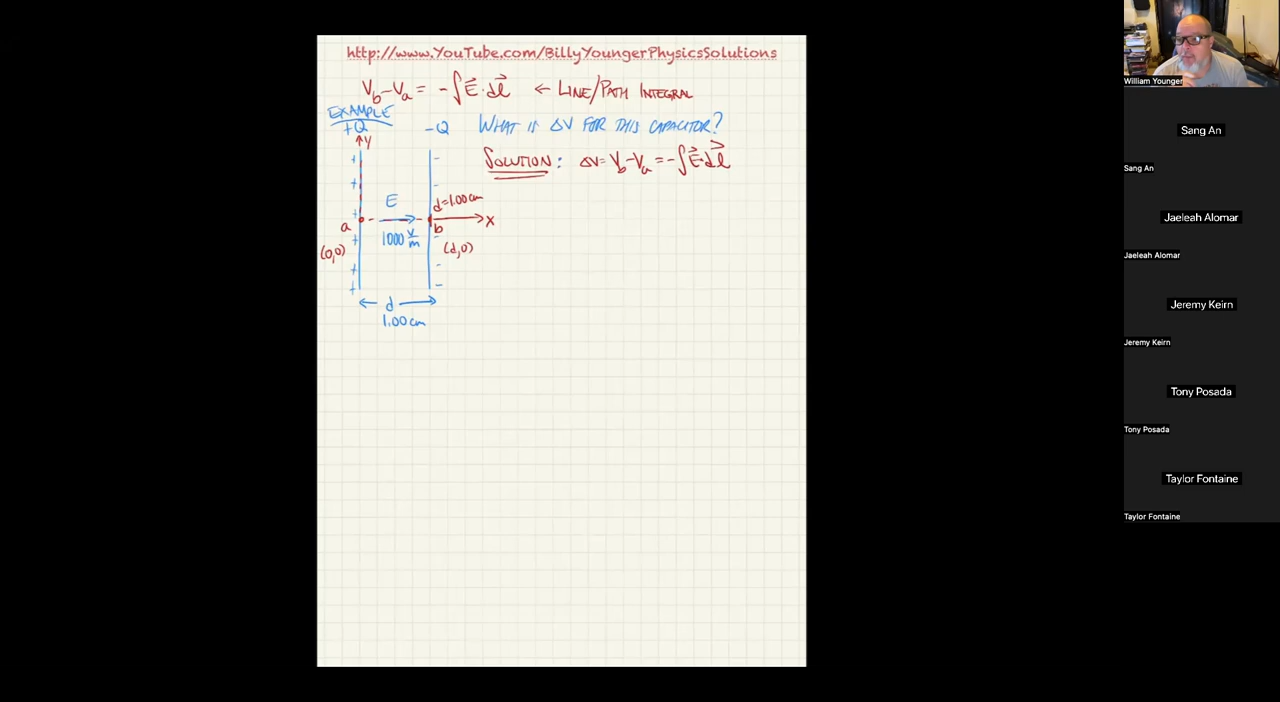 http://www.YouTube.com/BillyYoungerPhysicsSolutions
V_b - V_a = -∫E⃗·dl⃗ ← LINE/PATH INTEGRAL
EXAMPLE
+Q -Q WHAT IS ΔV FOR THIS CAPACITOR?
Y
SOLUTION: ΔV = V_b - V_a = -∫E⃗·dl⃗
E
d=1.00cm
X
a
b
1000 V/m
(0,0)
(d,0)
d
1.00cm
William Younger
Sang An
Sang An
Jaeleah Alomar
Jaeleah Alomar
Jeremy Keirn
Jeremy Keirn
Tony Posada
Tony Posada
Taylor Fontaine
Taylor Fontaine